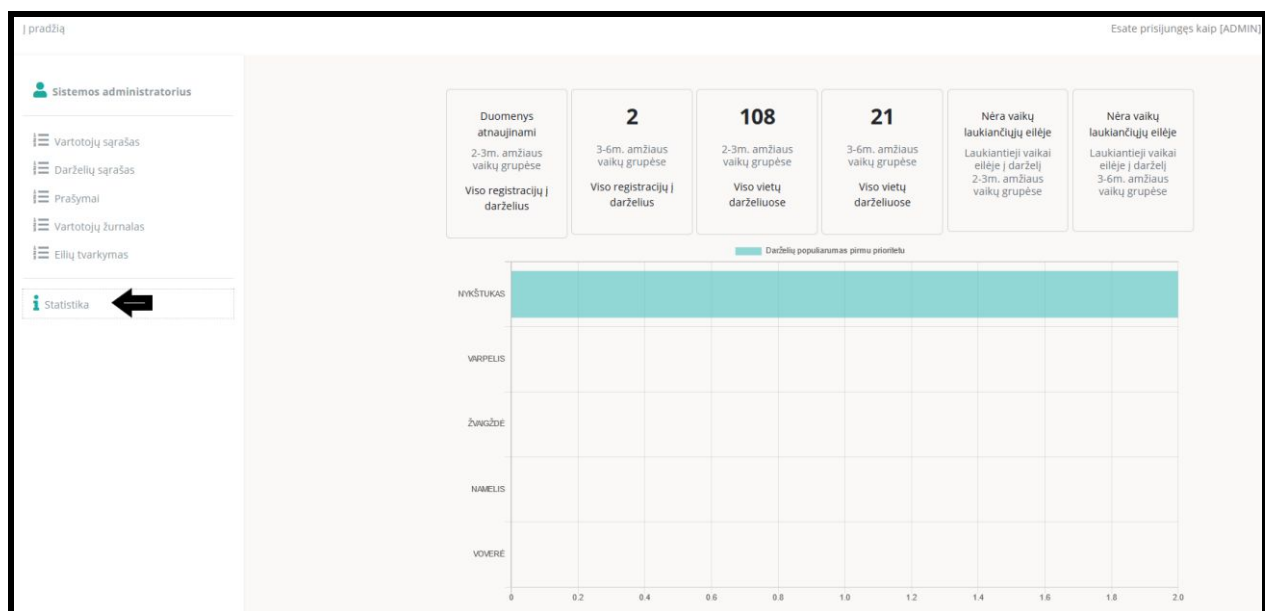 Į pradžią
Esate prisijungęs kaip [ADMIN]
Sistemos administratorius
Vartotojų sąrašas
Darželių sąrašas
Prašymai
Vartotojų žurnalas
Eilių tvarkymas
Statistika
Duomenys
atnaujinami
2-3m. amžiaus
vaikų grupėse
Viso registracijų į
darželius
2
3-6m. amžiaus
vaikų grupėse
Viso registracijų į
darželius
108
2-3m. amžiaus
vaikų grupėse
Viso vietų
darželiuose
21
3-6m. amžiaus
vaikų grupėse
Viso vietų
darželiuose
Nėra vaikų
laukiančiųjų eilėje
Laukiantieji vaikai
eilėje į darželį
2-3m. amžiaus
vaikų grupėse
Nėra vaikų
laukiančiųjų eilėje
Laukiantieji vaikai
eilėje į darželį
3-6m. amžiaus
vaikų grupėse
Darželių populiarumas pirmu prioritetu
NYKŠTUKAS
VARPELIS
ŽVAIGŽDĖ
NAMELIS
VOVERĖ
0 0.2 0.4 0.6 0.8 1.0 1.2 1.4 1.6 1.8 2.0